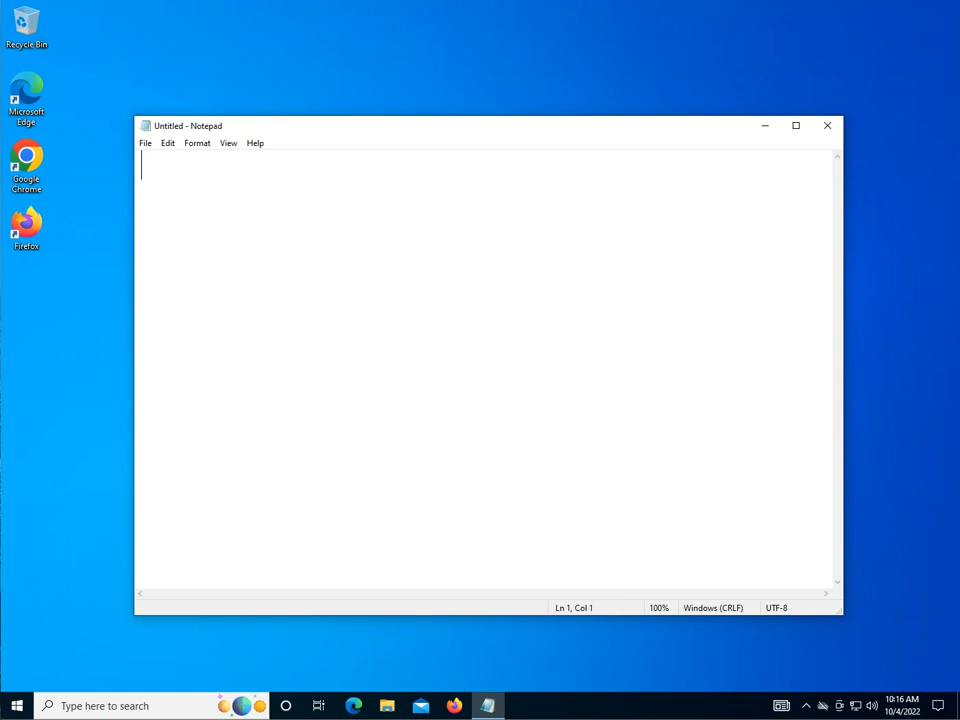 Recycle Bin
Microsoft
Edge
Google
Chrome
Firefox
Untitled - Notepad
File Edit Format View Help
Ln 1, Col 1 100% Windows (CRLF) UTF-8
Type here to search
10:16 AM
10/4/2022